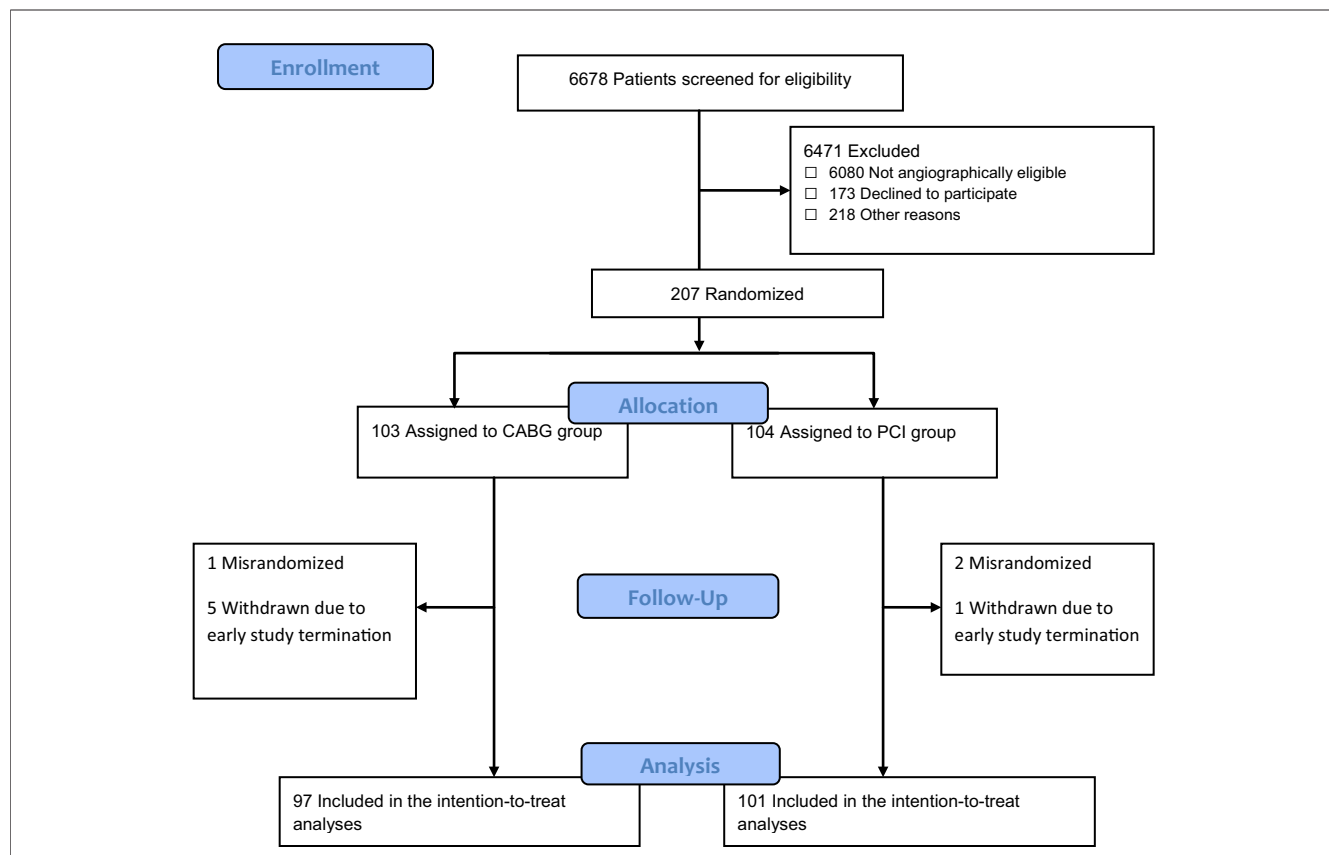 Enrollment
6678 Patients screened for eligibility
6471 Excluded
☐ 6080 Not angiographically eligible
☐ 173 Declined to participate
☐ 218 Other reasons
207 Randomized
Allocation
103 Assigned to CABG group
104 Assigned to PCI group
1 Misrandomized
5 Withdrawn due to
early study termination
Follow-Up
2 Misrandomized
1 Withdrawn due to
early study termination
Analysis
97 Included in the intention-to-treat
analyses
101 Included in the intention-to-treat
analyses